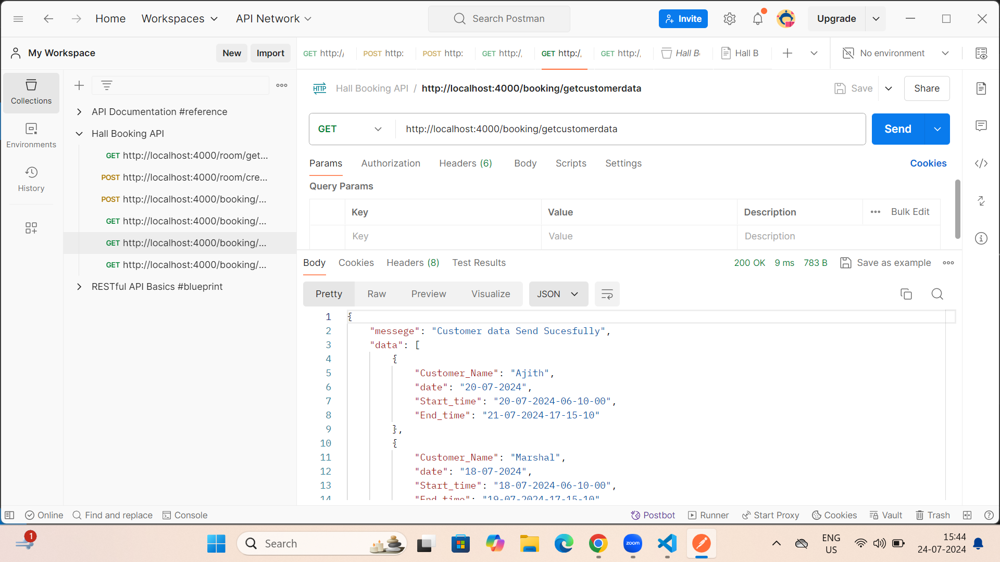 Home
Workspaces
API Network
Search Postman
Invite
Upgrade
My Workspace
New
Import
GET http:/
POST http:
POST http:
GET http:/
GET http:/
GET http:/
Hall B
Hall B
No environment
Collections
Environments
History
API Documentation #reference
Hall Booking API
GET http://localhost:4000/room/get...
POST http://localhost:4000/room/cre...
POST http://localhost:4000/booking/...
GET http://localhost:4000/booking/...
GET http://localhost:4000/booking/...
GET http://localhost:4000/booking/...
RESTful API Basics #blueprint
HTTP Hall Booking API / http://localhost:4000/booking/getcustomerdata
Save
Share
GET
http://localhost:4000/booking/getcustomerdata
Send
Params
Authorization
Headers (6)
Body
Scripts
Settings
Cookies
Query Params
Key
Value
Description
Bulk Edit
Key
Value
Description
Body
Cookies
Headers (8)
Test Results
200 OK
9 ms
783 B
Save as example
Pretty
Raw
Preview
Visualize
JSON
1 {
2 "messege": "Customer data Send Sucesfully",
3 "data": [
4 {
5 "Customer_Name": "Ajith",
6 "date": "20-07-2024",
7 "Start_time": "20-07-2024-06-10-00",
8 "End_time": "21-07-2024-17-15-10"
9 },
10 {
11 "Customer_Name": "Marshal",
12 "date": "18-07-2024",
13 "Start_time": "18-07-2024-06-10-00",
14 "End_time": "19-07-2024-17-15-10"
Online
Find and replace
Console
Postbot
Runner
Start Proxy
Cookies
Vault
Trash
1
Search
zoom
ENG
US
15:44
24-07-2024